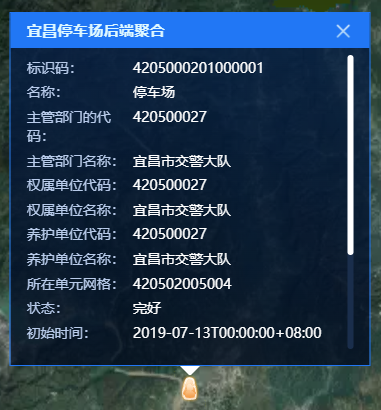 宜昌停车场后端聚合
标识码： 4205000201000001
名称： 停车场
主管部门的代码： 420500027
主管部门名称： 宜昌市交警大队
权属单位代码： 420500027
权属单位名称： 宜昌市交警大队
养护单位代码： 420500027
养护单位名称： 宜昌市交警大队
所在单元网格： 420502005004
状态： 完好
初始时间： 2019-07-13T00:00:00+08:00